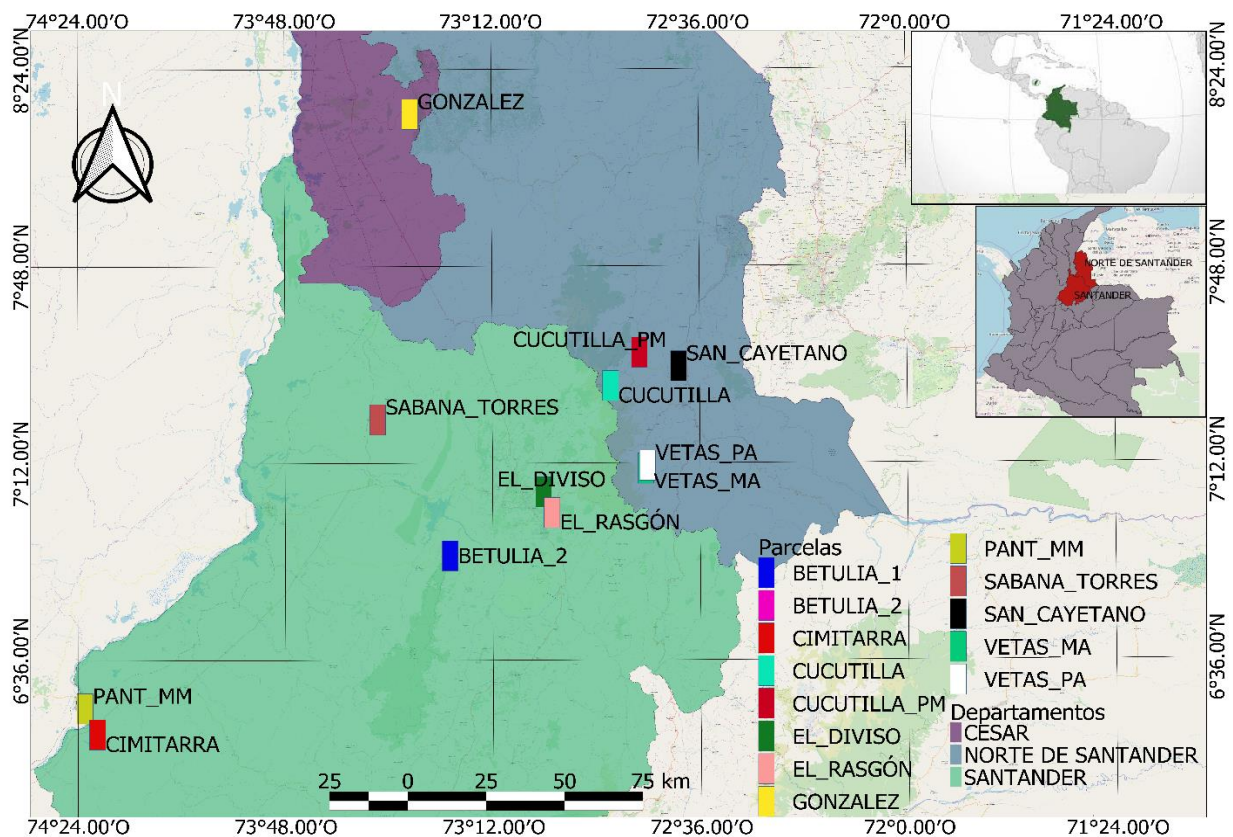 74°24.00'O 73°48.00'O 73°12.00'O 72°36.00'O 72°0.00'O 71°24.00'O
8°24.00'N
8°24.00'N
N
GONZALEZ
7°48.00'N
7°48.00'N
NORTE DE SANTANDER
SANTANDER
CUCUTILLA_PM
SAN_CAYETANO
CUCUTILLA
SABANA_TORRES
7°12.00'N
7°12.00'N
VETAS_PA
VETAS_MA
EL_DIVISO
EL_RASGÓN
BETULIA_2
6°36.00'N
6°36.00'N
PANT_MM
CIMITARRA
Parcelas
BETULIA_1
BETULIA_2
CIMITARRA
CUCUTILLA
CUCUTILLA_PM
EL_DIVISO
EL_RASGÓN
GONZALEZ
PANT_MM
SABANA_TORRES
SAN_CAYETANO
VETAS_MA
VETAS_PA
Departamentos
CESAR
NORTE DE SANTANDER
SANTANDER
25 0 25 50 75 km
74°24.00'O 73°48.00'O 73°12.00'O 72°36.00'O 72°0.00'O 71°24.00'O